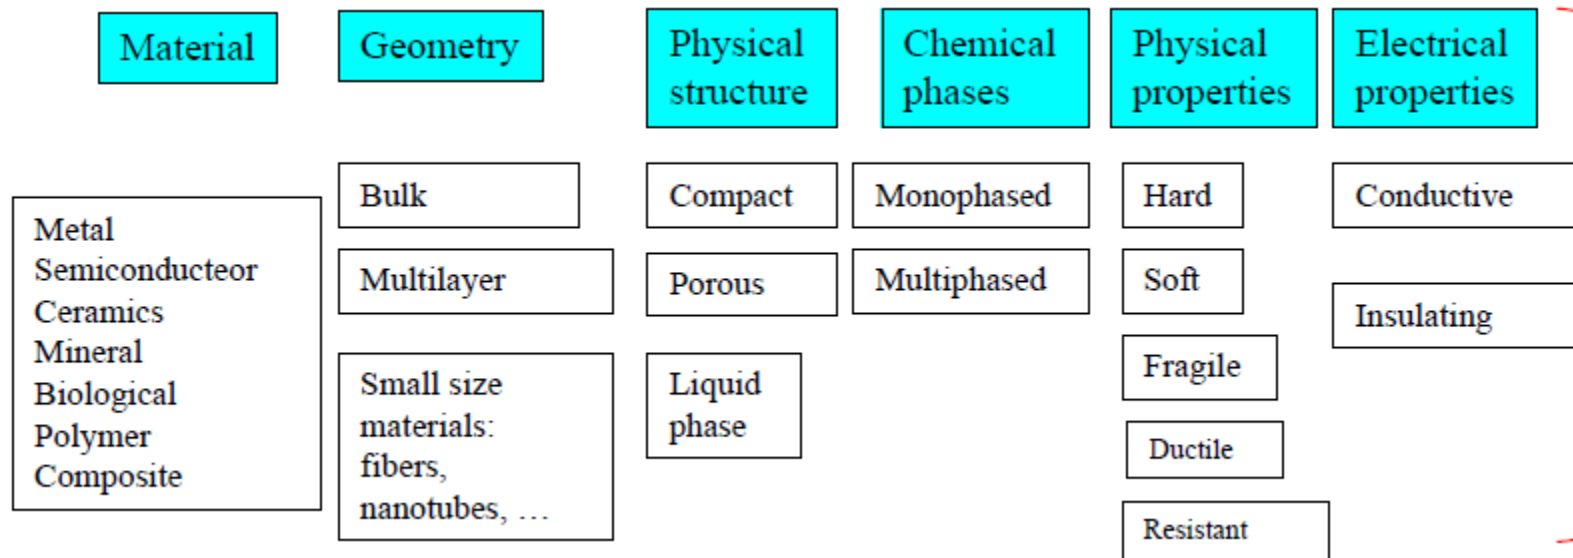 Material
Geometry
Physical
structure
Chemical
phases
Physical
properties
Electrical
properties
Metal
Semiconducteor
Ceramics
Mineral
Biological
Polymer
Composite
Bulk
Multilayer
Small size
materials:
fibers,
nanotubes, …
Compact
Porous
Liquid
phase
Monophased
Multiphased
Hard
Soft
Fragile
Ductile
Resistant
Conductive
Insulating